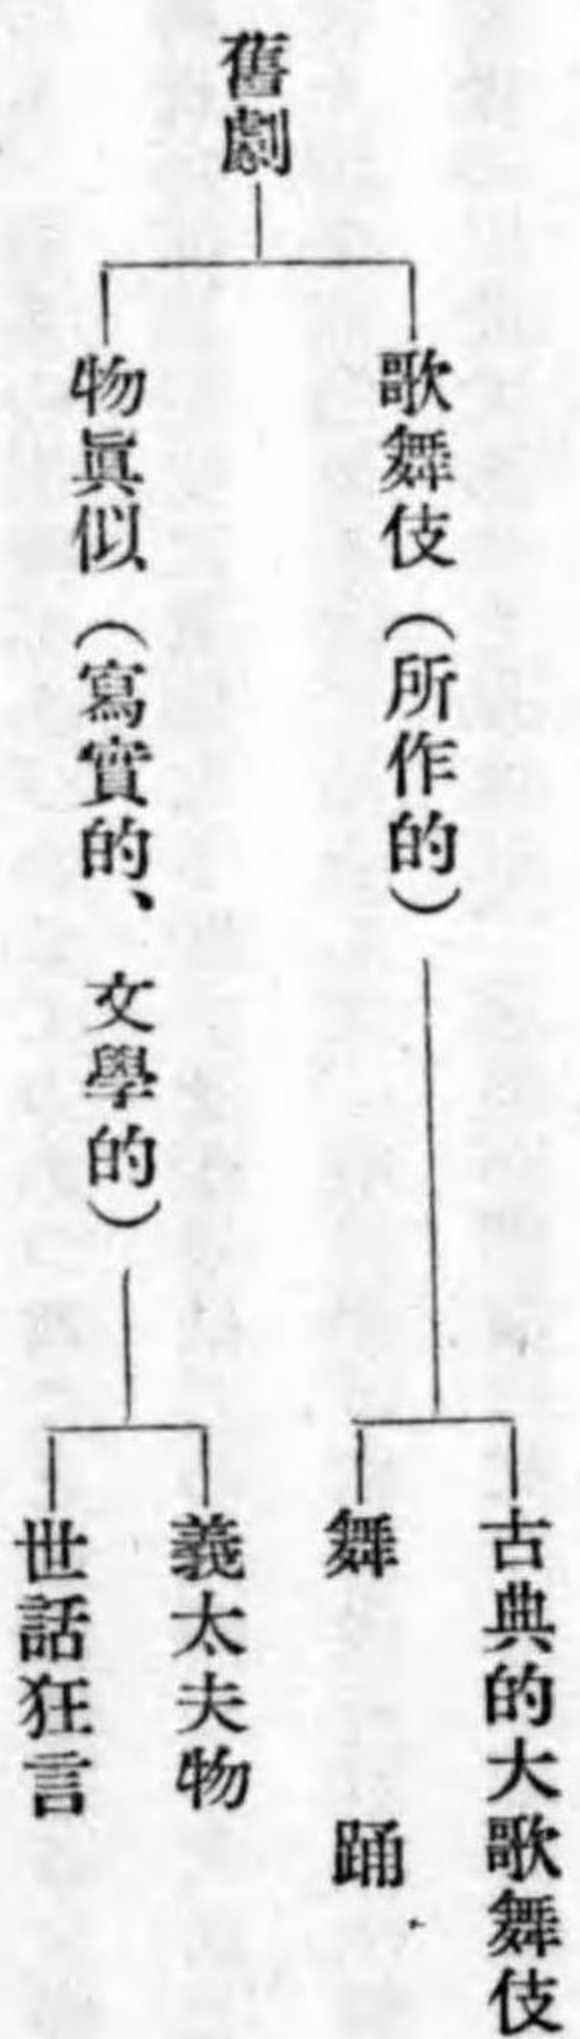 舊劇
歌舞伎(所作的)
古典的大歌舞伎
舞踊
物眞似(寫實的、文學的)
義太夫物
世話狂言